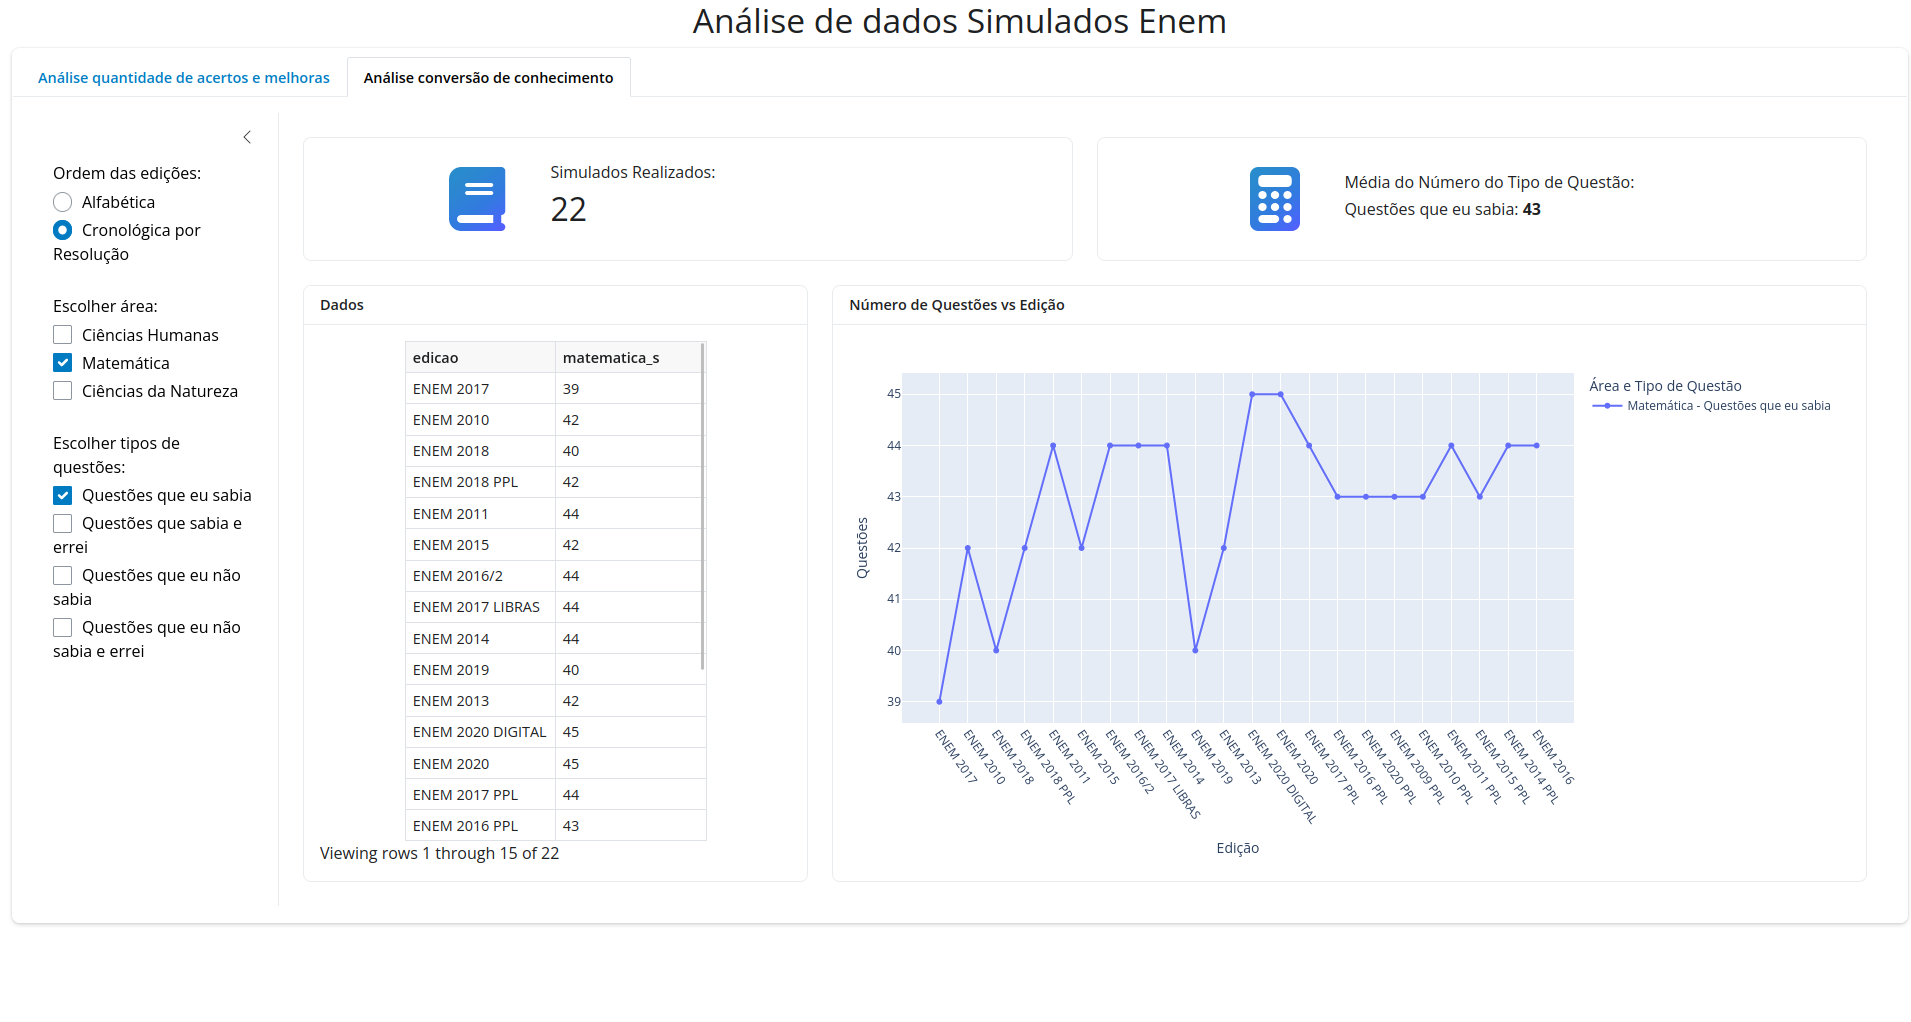 Análise de dados Simulados Enem
Análise quantidade de acertos e melhoras
Análise conversão de conhecimento
Ordem das edições:
Alfabética
Cronológica por
Resolução
Escolher área:
Ciências Humanas
Matemática
Ciências da Natureza
Escolher tipos de
questões:
Questões que eu sabia
Questões que sabia e
errei
Questões que eu não
sabia
Questões que eu não
sabia e errei
Simulados Realizados:
22
Média do Número do Tipo de Questão:
Questões que eu sabia: 43
Dados
edicao matematica_s
ENEM 2017 39
ENEM 2010 42
ENEM 2018 40
ENEM 2018 PPL 42
ENEM 2011 44
ENEM 2015 42
ENEM 2016/2 44
ENEM 2017 LIBRAS 44
ENEM 2014 44
ENEM 2019 40
ENEM 2013 42
ENEM 2020 DIGITAL 45
ENEM 2020 45
ENEM 2017 PPL 44
ENEM 2016 PPL 43
Viewing rows 1 through 15 of 22
Número de Questões vs Edição
45
44
43
42
41
40
39
Questões
ENEM 2017
ENEM 2010
ENEM 2018
ENEM 2018 PPL
ENEM 2011
ENEM 2015
ENEM 2016/2
ENEM 2017 LIBRAS
ENEM 2014
ENEM 2019
ENEM 2013
ENEM 2020 DIGITAL
ENEM 2020
ENEM 2017 PPL
ENEM 2016 PPL
ENEM 2020 PPL
ENEM 2009 PPL
ENEM 2010 PPL
ENEM 2011 PPL
ENEM 2015 PPL
ENEM 2014 PPL
ENEM 2016
Edição
Área e Tipo de Questão
Matemática - Questões que eu sabia